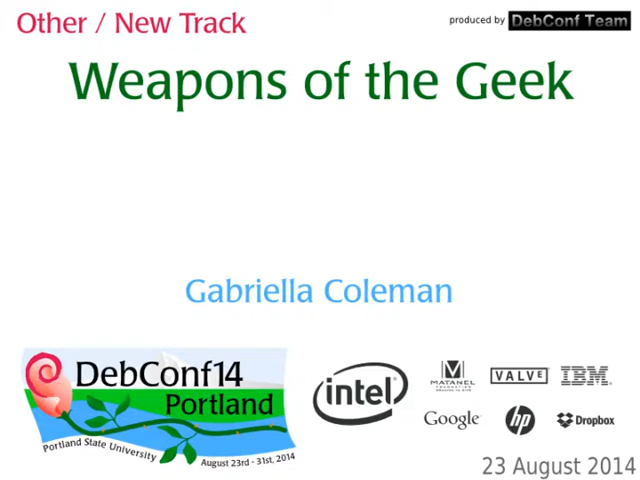 Other / New Track
produced by DebConf Team
Weapons of the Geek
Gabriella Coleman
DebConf14
Portland
Portland State University
August 23rd - 31st, 2014
intel
MATANEL
FOUNDATION
VALVE
IBM
Google
hp
Dropbox
23 August 2014